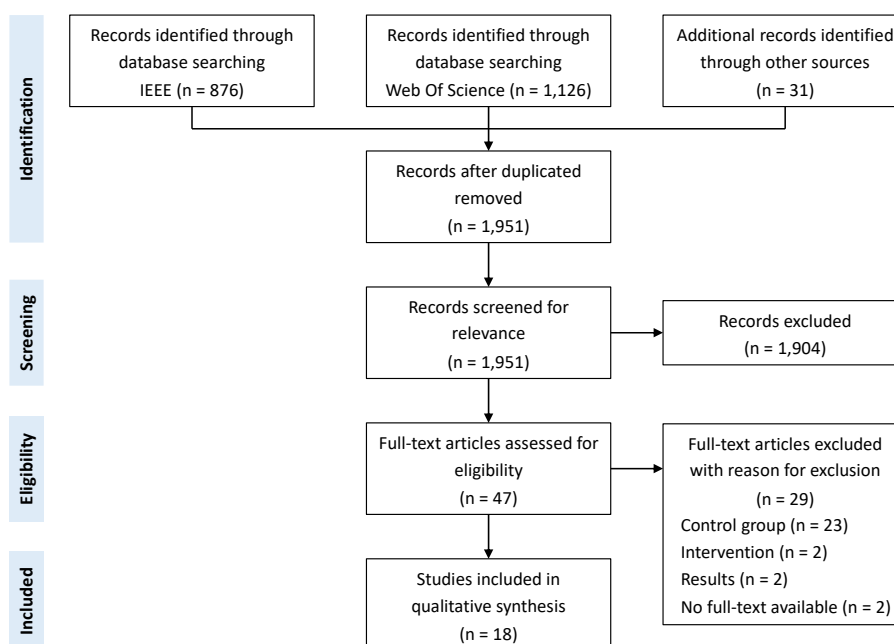 Identification
Records identified through
database searching
IEEE (n = 876)
Records identified through
database searching
Web Of Science (n = 1,126)
Additional records identified
through other sources
(n = 31)
Records after duplicated
removed
(n = 1,951)
Screening
Records screened for
relevance
(n = 1,951)
Records excluded
(n = 1,904)
Eligibility
Full-text articles assessed for
eligibility
(n = 47)
Full-text articles excluded
with reason for exclusion
(n = 29)
Control group (n = 23)
Intervention (n = 2)
Results (n = 2)
No full-text available (n = 2)
Included
Studies included in
qualitative synthesis
(n = 18)